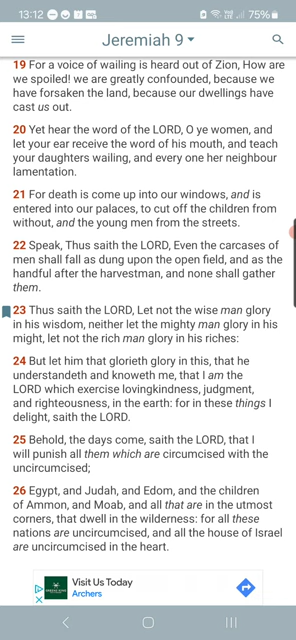 13:12 75%
Jeremiah 9
19 For a voice of wailing is heard out of Zion, How are
we spoiled! we are greatly confounded, because we
have forsaken the land, because our dwellings have
cast us out.
20 Yet hear the word of the LORD, O ye women, and
let your ear receive the word of his mouth, and teach
your daughters wailing, and every one her neighbour
lamentation.
21 For death is come up into our windows, and is
entered into our palaces, to cut off the children from
without, and the young men from the streets.
22 Speak, Thus saith the LORD, Even the carcases of
men shall fall as dung upon the open field, and as the
handful after the harvestman, and none shall gather
them.
23 Thus saith the LORD, Let not the wise man glory
in his wisdom, neither let the mighty man glory in his
might, let not the rich man glory in his riches:
24 But let him that glorieth glory in this, that he
understandeth and knoweth me, that I am the
LORD which exercise lovingkindness, judgment,
and righteousness, in the earth: for in these things I
delight, saith the LORD.
25 Behold, the days come, saith the LORD, that I
will punish all them which are circumcised with the
uncircumcised;
26 Egypt, and Judah, and Edom, and the children
of Ammon, and Moab, and all that are in the utmost
corners, that dwell in the wilderness: for all these
nations are uncircumcised, and all the house of Israel
are uncircumcised in the heart.
Visit Us Today
Archers